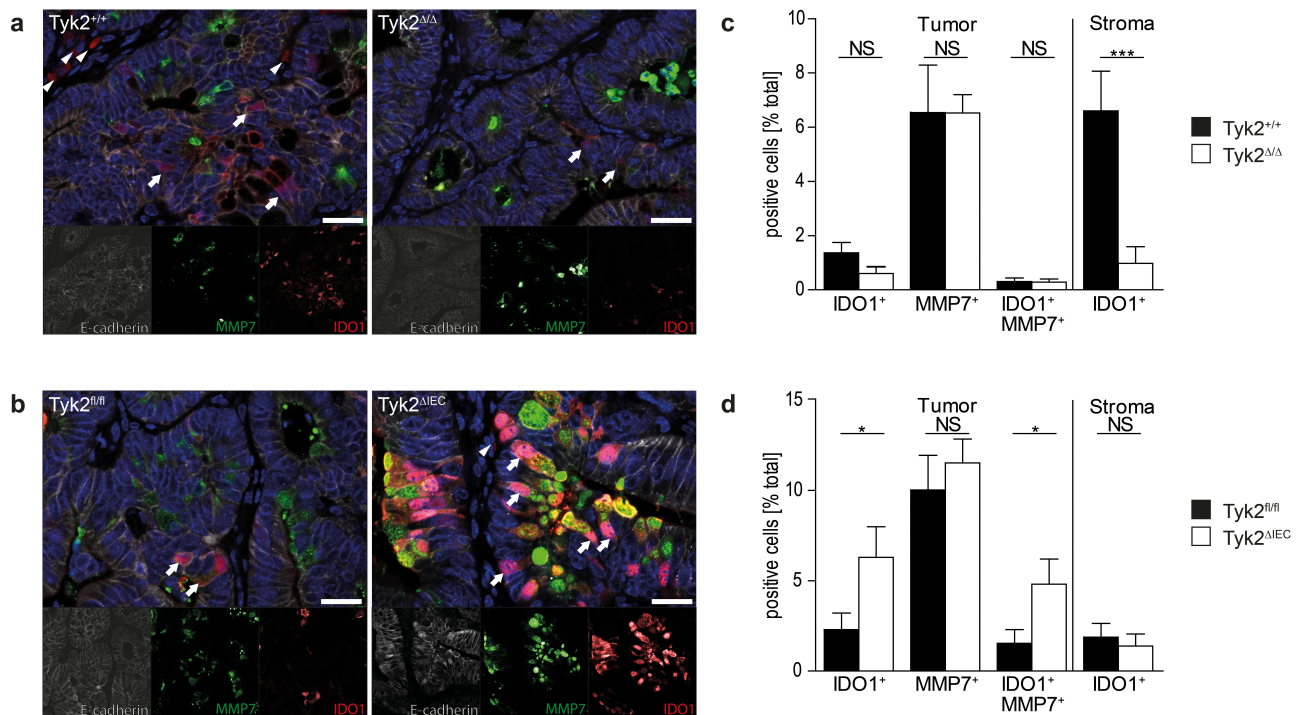 a
Tyk2+/+
Tyk2Δ/Δ
E-cadherin
MMP7
IDO1
E-cadherin
MMP7
IDO1
c
Tumor
Stroma
NS
NS
NS
***
10
8
6
4
2
0
positive cells [% total]
IDO1+
MMP7+
IDO1+
MMP7+
IDO1+
Tyk2+/+
Tyk2Δ/Δ
b
Tyk2fl/fl
Tyk2ΔIEC
E-cadherin
MMP7
IDO1
E-cadherin
MMP7
IDO1
d
Tumor
Stroma
*
NS
*
NS
15
10
5
0
positive cells [% total]
IDO1+
MMP7+
IDO1+
MMP7+
IDO1+
Tyk2fl/fl
Tyk2ΔIEC